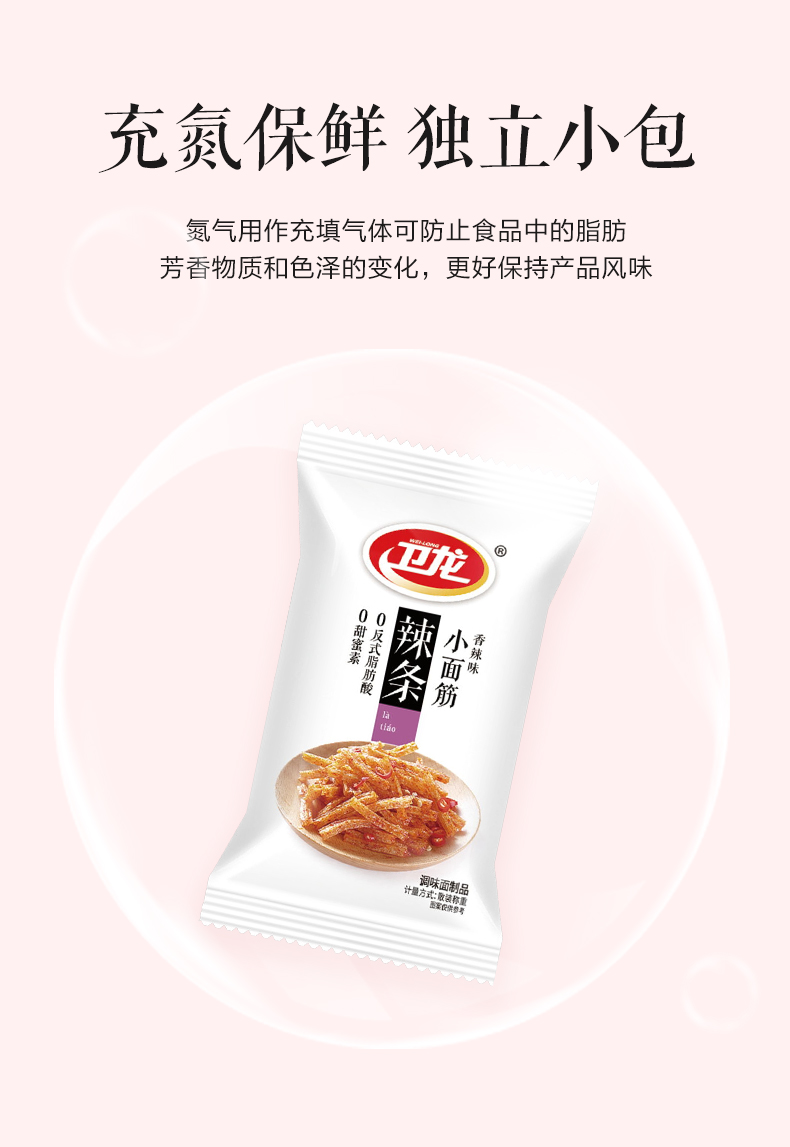 充氮保鲜 独立小包
氮气用作充填气体可防止食品中的脂肪
芳香物质和色泽的变化，更好保持产品风味
WEI-LONG
卫龙®
香辣味
小面筋
辣条
là
tiáo
0反式脂肪酸
0甜蜜素
调味面制品
计量方式：散装称重
图案仅供参考